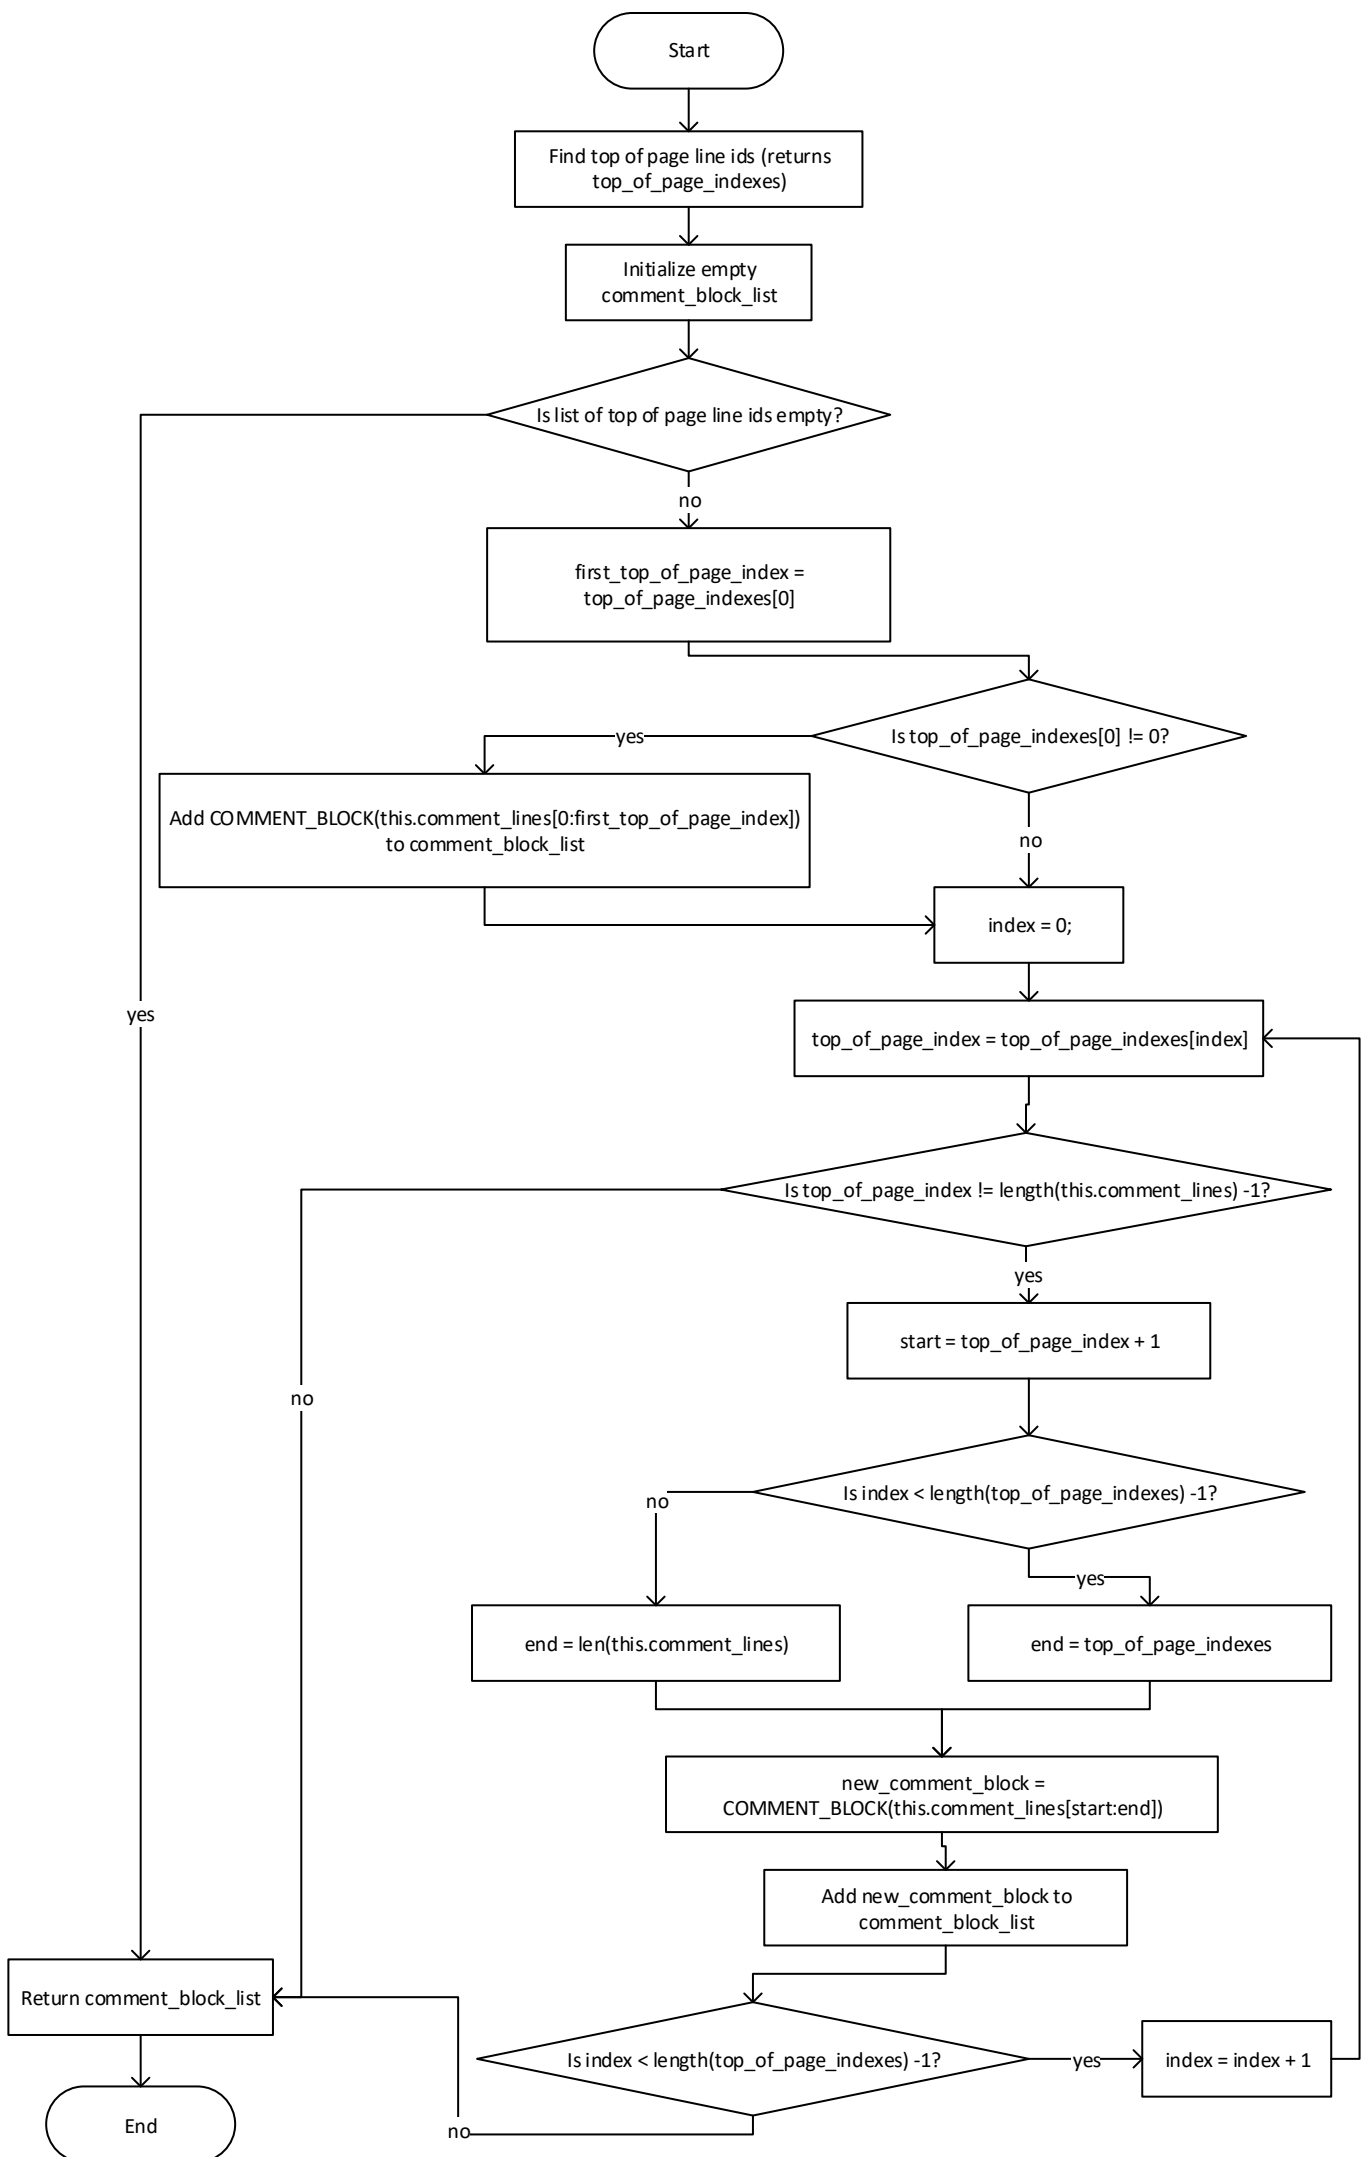 Start
Find top of page line ids (returns
top_of_page_indexes)
Initialize empty
comment_block_list
Is list of top of page line ids empty?
no
first_top_of_page_index =
top_of_page_indexes[0]
Is top_of_page_indexes[0] != 0?
yes
Add COMMENT_BLOCK(this.comment_lines[0:first_top_of_page_index])
to comment_block_list
no
index = 0;
yes
top_of_page_index = top_of_page_indexes[index]
Is top_of_page_index != length(this.comment_lines) -1?
yes
start = top_of_page_index + 1
no
Is index < length(top_of_page_indexes) -1?
no
yes
end = len(this.comment_lines)
end = top_of_page_indexes
new_comment_block =
COMMENT_BLOCK(this.comment_lines[start:end])
Add new_comment_block to
comment_block_list
Return comment_block_list
Is index < length(top_of_page_indexes) -1?
yes
index = index + 1
End
no